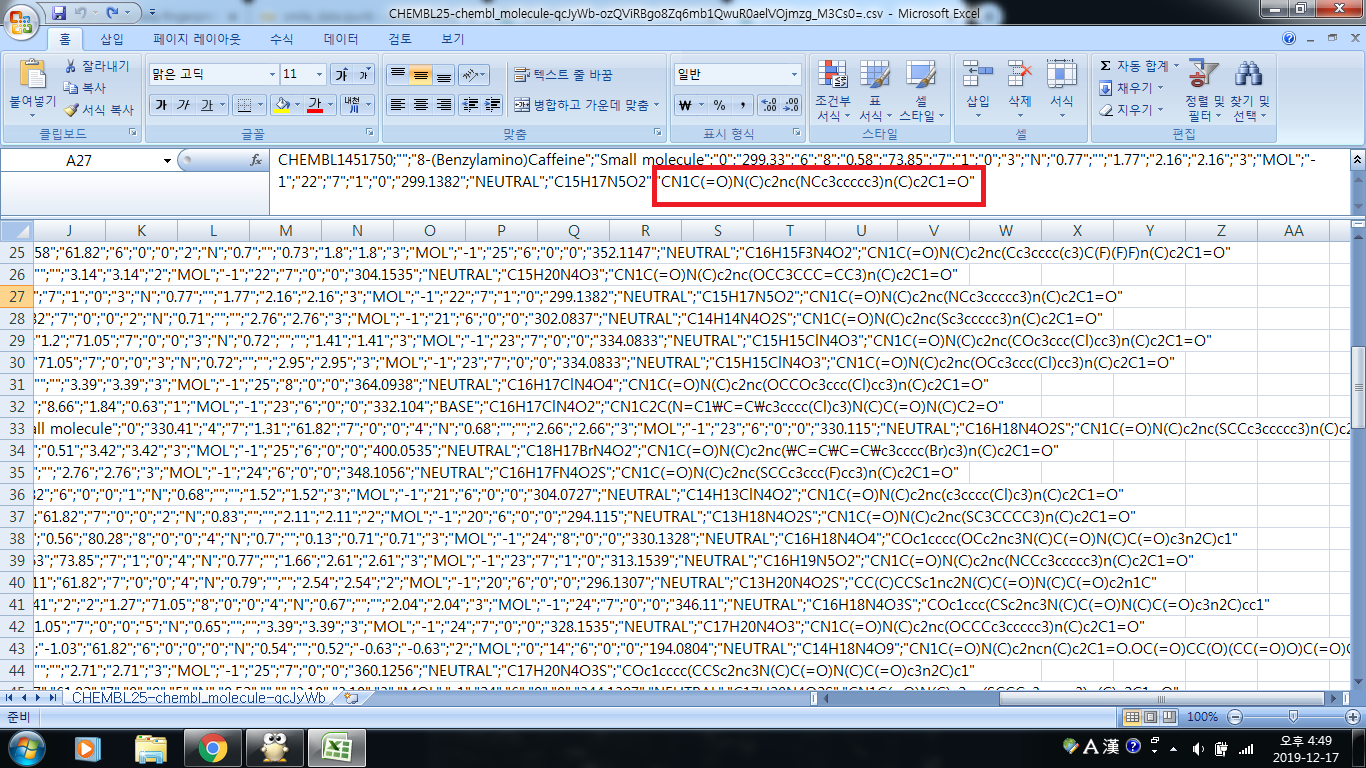 CHEMBL25-chembl_molecule-qcJyWb-ozQViRBgo8Zq6mb1QwuR0aelVOjmzg_M3Cs0=.csv - Microsoft Excel
홈 삽입 페이지 레이아웃 수식 데이터 검토 보기
붙여넣기
잘라내기
복사
서식 복사
클립보드
맑은 고딕 11
가 가
가 가 가 가 내천
글꼴
텍스트 줄 바꿈
병합하고 가운데 맞춤
맞춤
일반
₩ % ,
표시 형식
조건부 서식
표 서식
셀 스타일
스타일
삽입
삭제
서식
셀
Σ 자동 합계
채우기
지우기
정렬 및 필터
찾기 및 선택
편집
A27 fx
CHEMBL1451750;"";"8-(Benzylamino)Caffeine";"Small molecule";"0";"299.33";"6";"8";"0.58";"73.85";"7";"1";"0";"3";"N";"0.77";"";"1.77";"2.16";"2.16";"3";"MOL";"-
1";"22";"7";"1";"0";"299.1382";"NEUTRAL";"C15H17N5O2";"CN1C(=O)N(C)c2nc(NCc3ccccc3)n(C)c2C1=O"
J K L M N O P Q R S T U V W X Y Z AA
25 58";"61.82";"6";"0";"0";"2";"N";"0.7";"";"0.73";"1.8";"1.8";"3";"MOL";"-1";"25";"6";"0";"0";"352.1147";"NEUTRAL";"C16H15F3N4O2";"CN1C(=O)N(C)c2nc(Cc3cccc(c3)C(F)(F)F)n(C)c2C1=O"
26 "";"";"3.14";"3.14";"2";"MOL";"-1";"22";"7";"0";"0";"304.1535";"NEUTRAL";"C15H20N4O3";"CN1C(=O)N(C)c2nc(OCC3CCC=CC3)n(C)c2C1=O"
27 ";"7";"1";"0";"3";"N";"0.77";"";"1.77";"2.16";"2.16";"3";"MOL";"-1";"22";"7";"1";"0";"299.1382";"NEUTRAL";"C15H17N5O2";"CN1C(=O)N(C)c2nc(NCc3ccccc3)n(C)c2C1=O"
28 32";"7";"0";"0";"2";"N";"0.71";"";"";"2.76";"2.76";"3";"MOL";"-1";"21";"6";"0";"0";"302.0837";"NEUTRAL";"C14H14N4O2S";"CN1C(=O)N(C)c2nc(Sc3ccccc3)n(C)c2C1=O"
29 "1.2";"71.05";"7";"0";"0";"3";"N";"0.72";"";"";"1.41";"1.41";"3";"MOL";"-1";"23";"7";"0";"0";"334.0833";"NEUTRAL";"C15H15ClN4O3";"CN1C(=O)N(C)c2nc(COc3ccc(Cl)cc3)n(C)c2C1=O"
30 "71.05";"7";"0";"0";"3";"N";"0.72";"";"";"2.95";"2.95";"3";"MOL";"-1";"23";"7";"0";"0";"334.0833";"NEUTRAL";"C15H15ClN4O3";"CN1C(=O)N(C)c2nc(OCc3ccc(Cl)cc3)n(C)c2C1=O"
31 "";"";"3.39";"3.39";"3";"MOL";"-1";"25";"8";"0";"0";"364.0938";"NEUTRAL";"C16H17ClN4O4";"CN1C(=O)N(C)c2nc(OCCOc3ccc(Cl)cc3)n(C)c2C1=O"
32 ";"8.66";"1.84";"0.63";"1";"MOL";"-1";"23";"6";"0";"0";"332.104";"BASE";"C16H17ClN4O2";"CN1C2C(N=C1₩C=C₩c3cccc(Cl)c3)N(C)C(=O)N(C)C2=O"
33 all molecule";"0";"330.41";"4";"7";"1.31";"61.82";"7";"0";"0";"4";"N";"0.68";"";"";"2.66";"2.66";"3";"MOL";"-1";"23";"6";"0";"0";"330.115";"NEUTRAL";"C16H18N4O2S";"CN1C(=O)N(C)c2nc(SCCc3ccccc3)n(C)c2
34 ";"0.51";"3.42";"3.42";"3";"MOL";"-1";"25";"6";"0";"0";"400.0535";"NEUTRAL";"C18H17BrN4O2";"CN1C(=O)N(C)c2nc(₩C=C₩C=C₩c3cccc(Br)c3)n(C)c2C1=O"
35 "";"";"2.76";"2.76";"3";"MOL";"-1";"24";"6";"0";"0";"348.1056";"NEUTRAL";"C16H17FN4O2S";"CN1C(=O)N(C)c2nc(SCCc3ccc(F)cc3)n(C)c2C1=O"
36 32";"6";"0";"0";"1";"N";"0.68";"";"";"1.52";"1.52";"3";"MOL";"-1";"21";"6";"0";"0";"304.0727";"NEUTRAL";"C14H13ClN4O2";"CN1C(=O)N(C)c2nc(c3cccc(Cl)c3)n(C)c2C1=O"
37 ;"61.82";"7";"0";"0";"2";"N";"0.83";"";"";"2.11";"2.11";"2";"MOL";"-1";"20";"6";"0";"0";"294.115";"NEUTRAL";"C13H18N4O2S";"CN1C(=O)N(C)c2nc(SC3CCCC3)n(C)c2C1=O"
38 ;"0.56";"80.28";"8";"0";"0";"4";"N";"0.7";"";"0.13";"0.71";"0.71";"3";"MOL";"-1";"24";"8";"0";"0";"330.1328";"NEUTRAL";"C16H18N4O4";"COc1cccc(OCc2nc3N(C)C(=O)N(C)C(=O)c3n2C)c1"
39 53";"73.85";"7";"1";"0";"4";"N";"0.77";"";"1.66";"2.61";"2.61";"3";"MOL";"-1";"23";"7";"1";"0";"313.1539";"NEUTRAL";"C16H19N5O2";"CN1C(=O)N(C)c2nc(NCCc3ccccc3)n(C)c2C1=O"
40 11";"61.82";"7";"0";"0";"4";"N";"0.79";"";"";"2.54";"2.54";"2";"MOL";"-1";"20";"6";"0";"0";"296.1307";"NEUTRAL";"C13H20N4O2S";"CC(C)CCSc1nc2N(C)C(=O)N(C)C(=O)c2n1C"
41 41";"2";"2";"1.27";"71.05";"8";"0";"0";"4";"N";"0.67";"";"";"2.04";"2.04";"3";"MOL";"-1";"24";"7";"0";"0";"346.11";"NEUTRAL";"C16H18N4O3S";"COc1ccc(CSc2nc3N(C)C(=O)N(C)C(=O)c3n2C)cc1"
42 1.05";"7";"0";"0";"5";"N";"0.65";"";"";"3.39";"3.39";"3";"MOL";"-1";"24";"7";"0";"0";"328.1535";"NEUTRAL";"C17H20N4O3";"CN1C(=O)N(C)c2nc(OCCCc3ccccc3)n(C)c2C1=O"
43 ;"-1.03";"61.82";"6";"0";"0";"0";"N";"0.54";"";"0.52";"-0.63";"-0.63";"2";"MOL";"0";"14";"6";"0";"0";"194.0804";"NEUTRAL";"C14H18N4O9";"CN1C(=O)N(C)c2ncn(C)c2C1=O.OC(=O)CC(O)(CC(=O)O)C(=O)
44 "";"";"2.71";"2.71";"3";"MOL";"-1";"25";"7";"0";"0";"360.1256";"NEUTRAL";"C17H20N4O3S";"COc1cccc(CCSc2nc3N(C)C(=O)N(C)C(=O)c3n2C)c1"
CHEMBL25-chembl_molecule-qcJyWb
준비 100%
A 漢
오후 4:49
2019-12-17